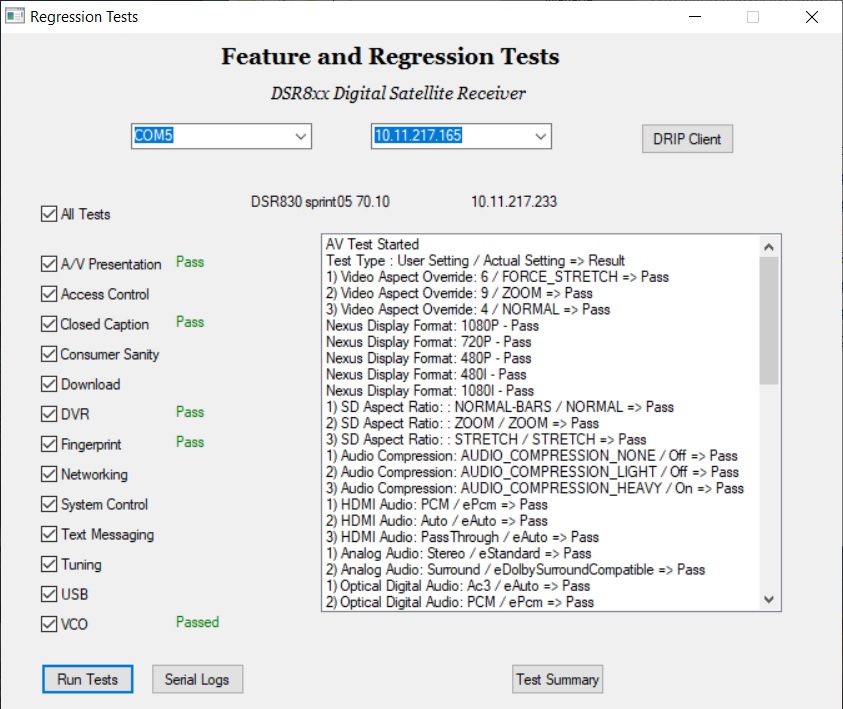 Regression Tests
Feature and Regression Tests
DSR8xx Digital Satellite Receiver
COM5 10.11.217.165 DRIP Client
DSR830 sprint05 70.10 10.11.217.233
All Tests
A/V Presentation Pass
Access Control
Closed Caption Pass
Consumer Sanity
Download
DVR Pass
Fingerprint Pass
Networking
System Control
Text Messaging
Tuning
USB
VCO Passed
AV Test Started
Test Type : User Setting / Actual Setting => Result
1) Video Aspect Override: 6 / FORCE_STRETCH => Pass
2) Video Aspect Override: 9 / ZOOM => Pass
3) Video Aspect Override: 4 / NORMAL => Pass
Nexus Display Format: 1080P - Pass
Nexus Display Format: 720P - Pass
Nexus Display Format: 480P - Pass
Nexus Display Format: 480I - Pass
Nexus Display Format: 1080I - Pass
1) SD Aspect Ratio: : NORMAL-BARS / NORMAL => Pass
2) SD Aspect Ratio: : ZOOM / ZOOM => Pass
3) SD Aspect Ratio: : STRETCH / STRETCH => Pass
1) Audio Compression: AUDIO_COMPRESSION_NONE / Off => Pass
2) Audio Compression: AUDIO_COMPRESSION_LIGHT / Off => Pass
3) Audio Compression: AUDIO_COMPRESSION_HEAVY / On => Pass
1) HDMI Audio: PCM / ePcm => Pass
2) HDMI Audio: Auto / eAuto => Pass
3) HDMI Audio: PassThrough / eAuto => Pass
1) Analog Audio: Stereo / eStandard => Pass
2) Analog Audio: Surround / eDolbySurroundCompatible => Pass
1) Optical Digital Audio: Ac3 / eAuto => Pass
2) Optical Digital Audio: PCM / ePcm => Pass
Run Tests Serial Logs Test Summary